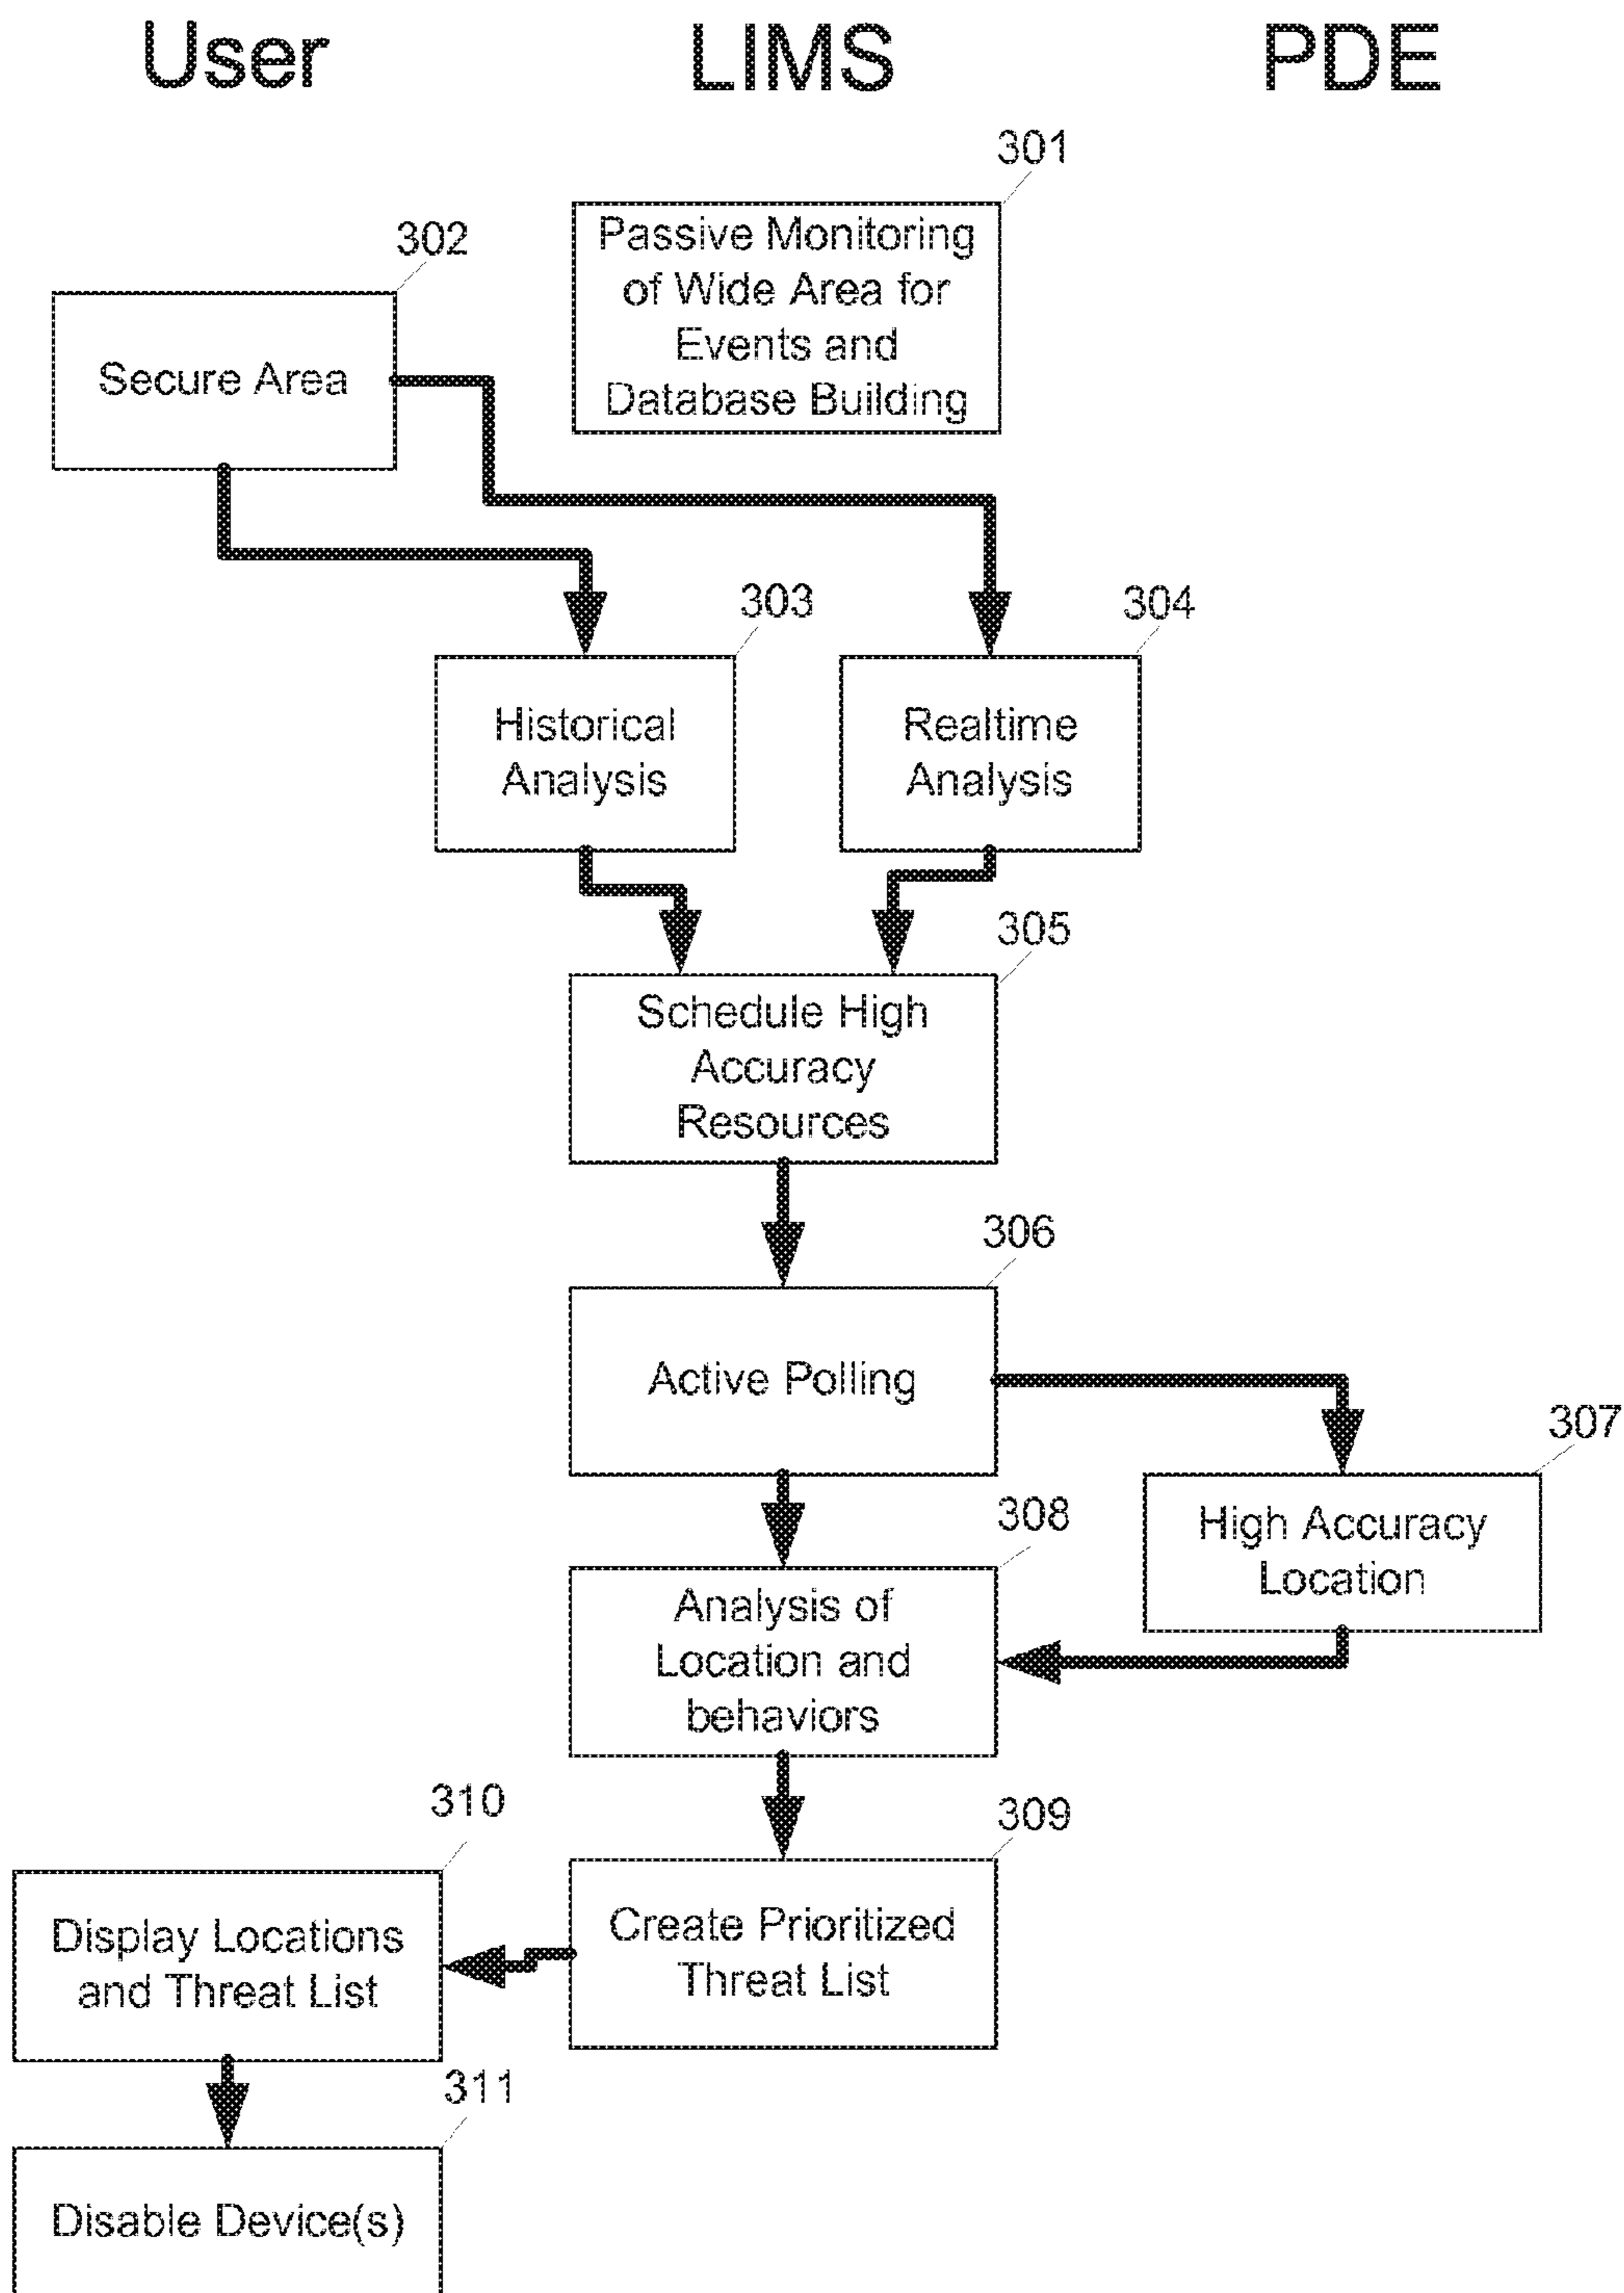 User
LIMS
PDE
301
Passive Monitoring
of Wide Area for
Events and
Database Building
302
Secure Area
303
Historical
Analysis
304
Realtime
Analysis
305
Schedule High
Accuracy
Resources
306
Active Polling
307
High Accuracy
Location
308
Analysis of
Location and
behaviors
309
Create Prioritized
Threat List
310
Display Locations
and Threat List
311
Disable Device(s)